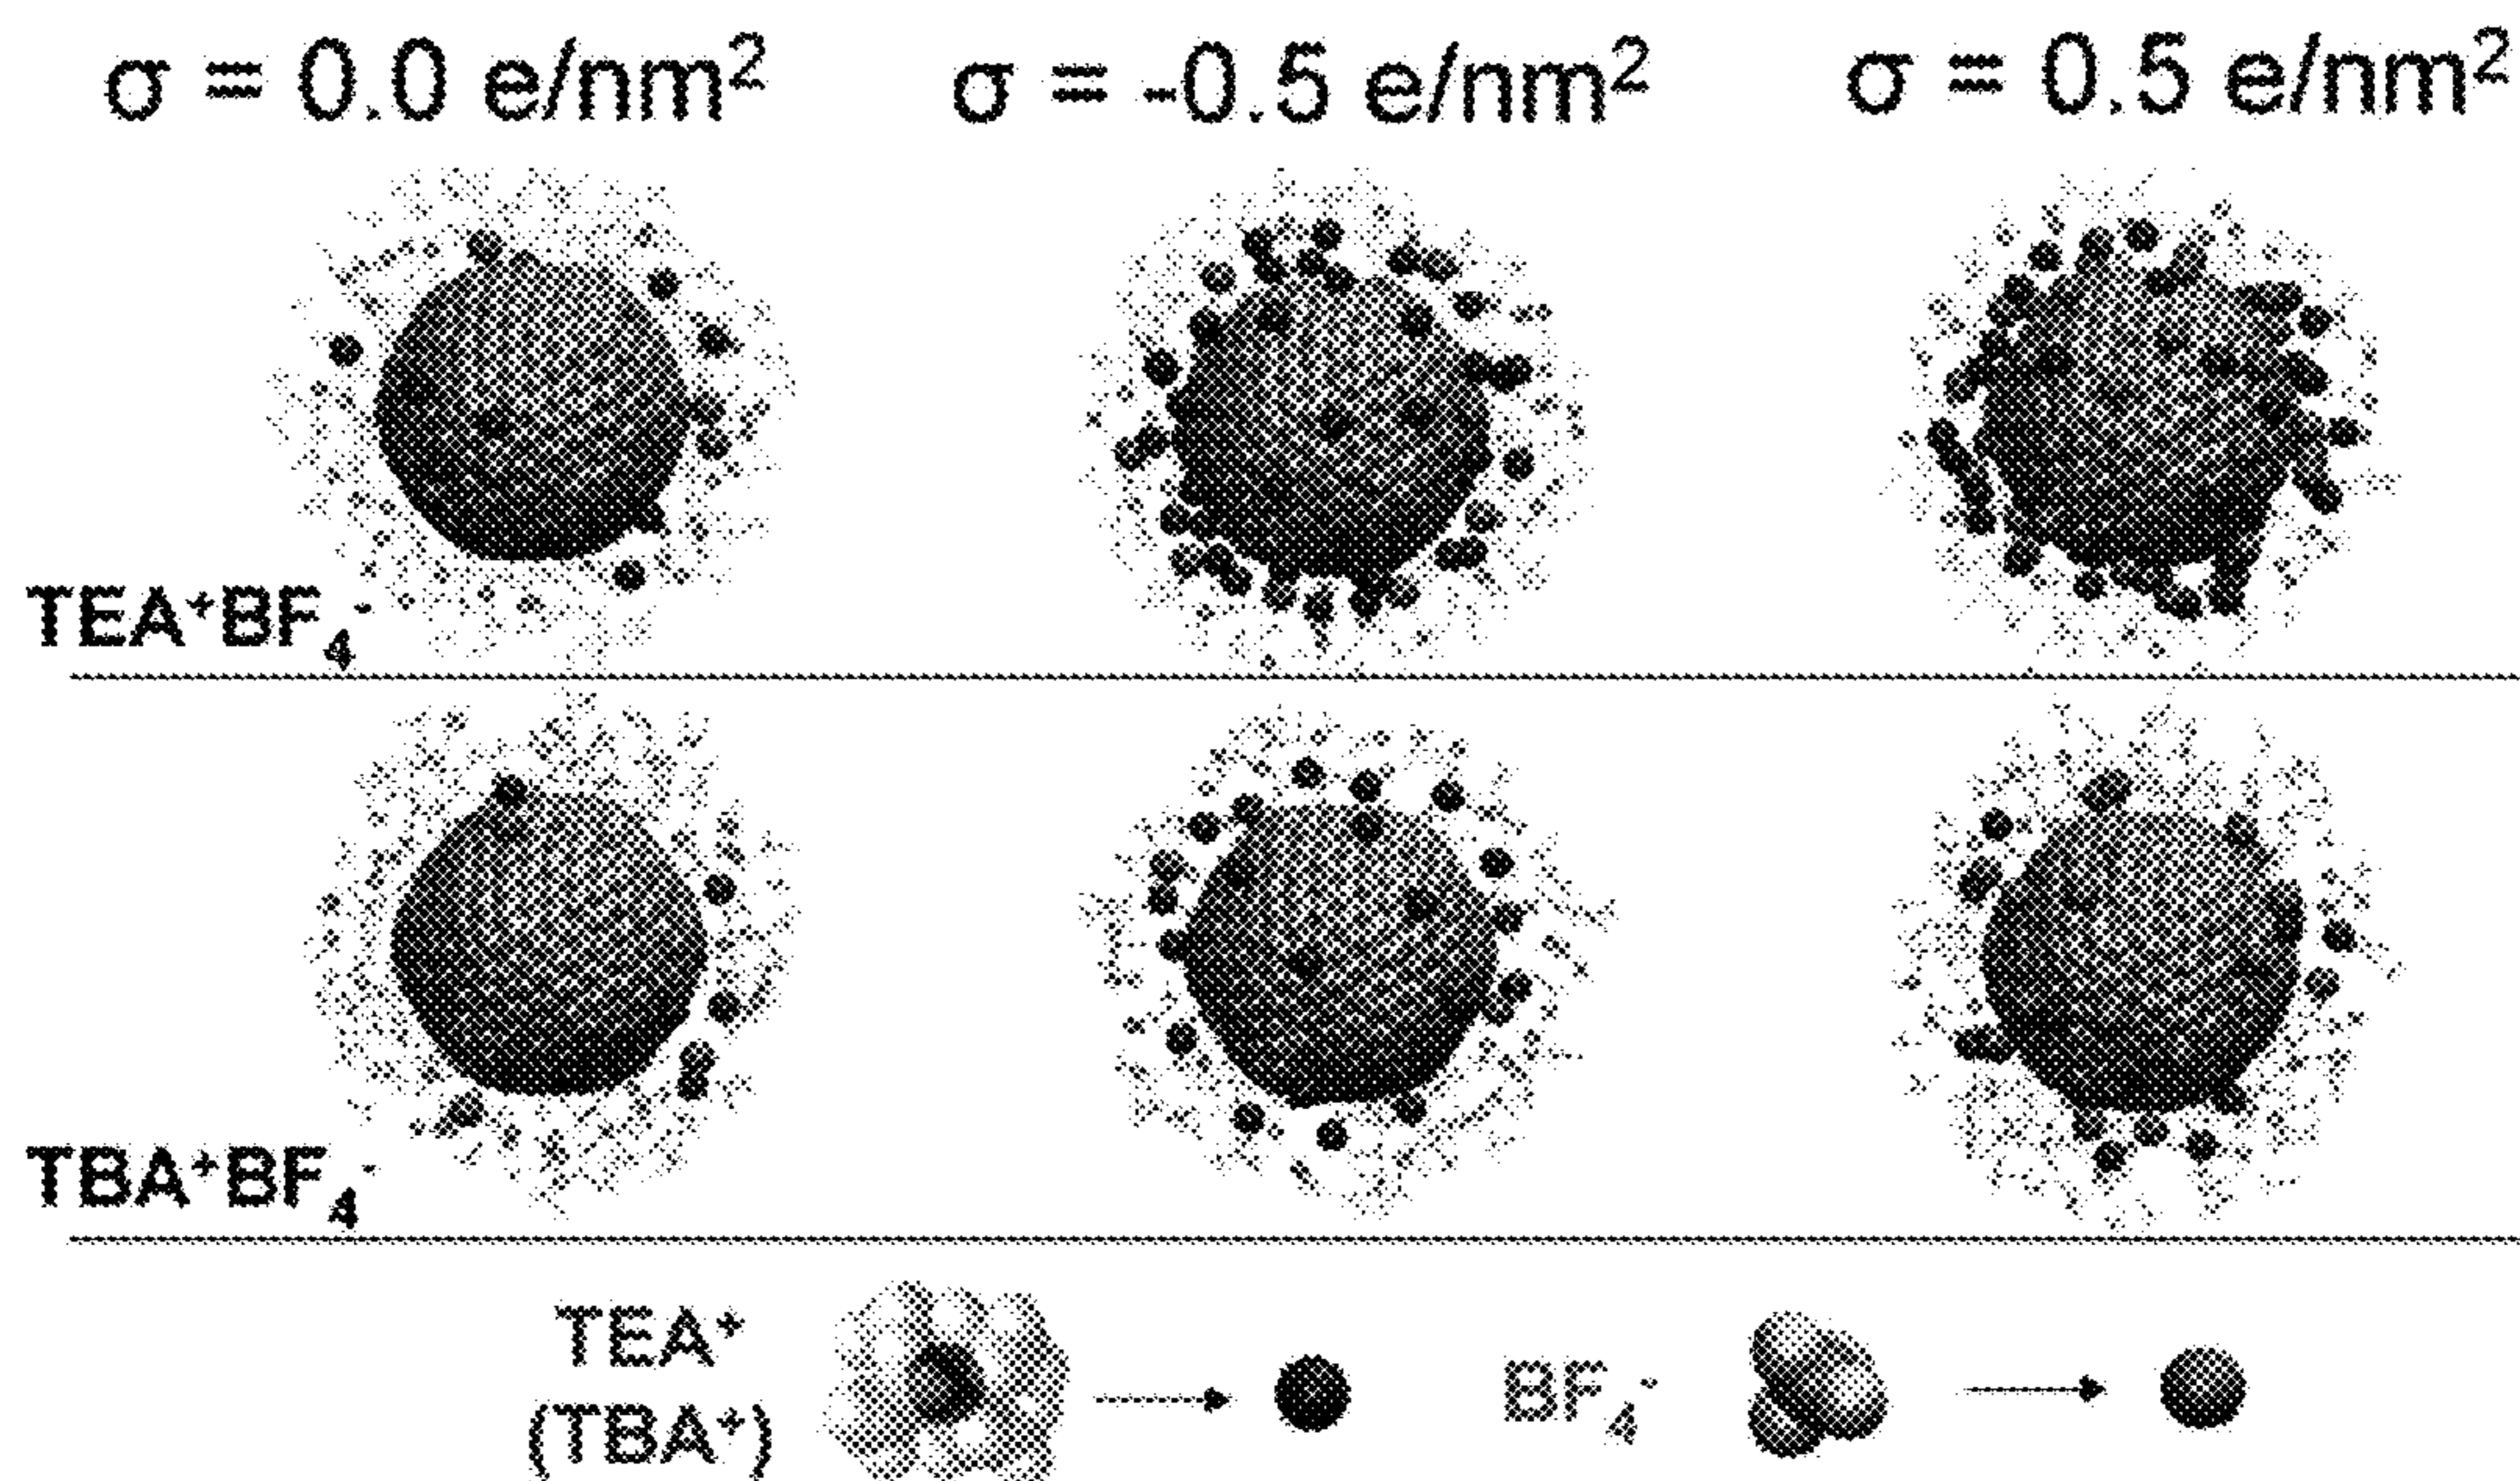 σ = 0.0 e/nm²
σ = -0.5 e/nm²
σ = 0.5 e/nm²
TEA⁺BF₄⁻
TBA⁺BF₄⁻
TEA⁺
(TBA⁺)
BF₄⁻